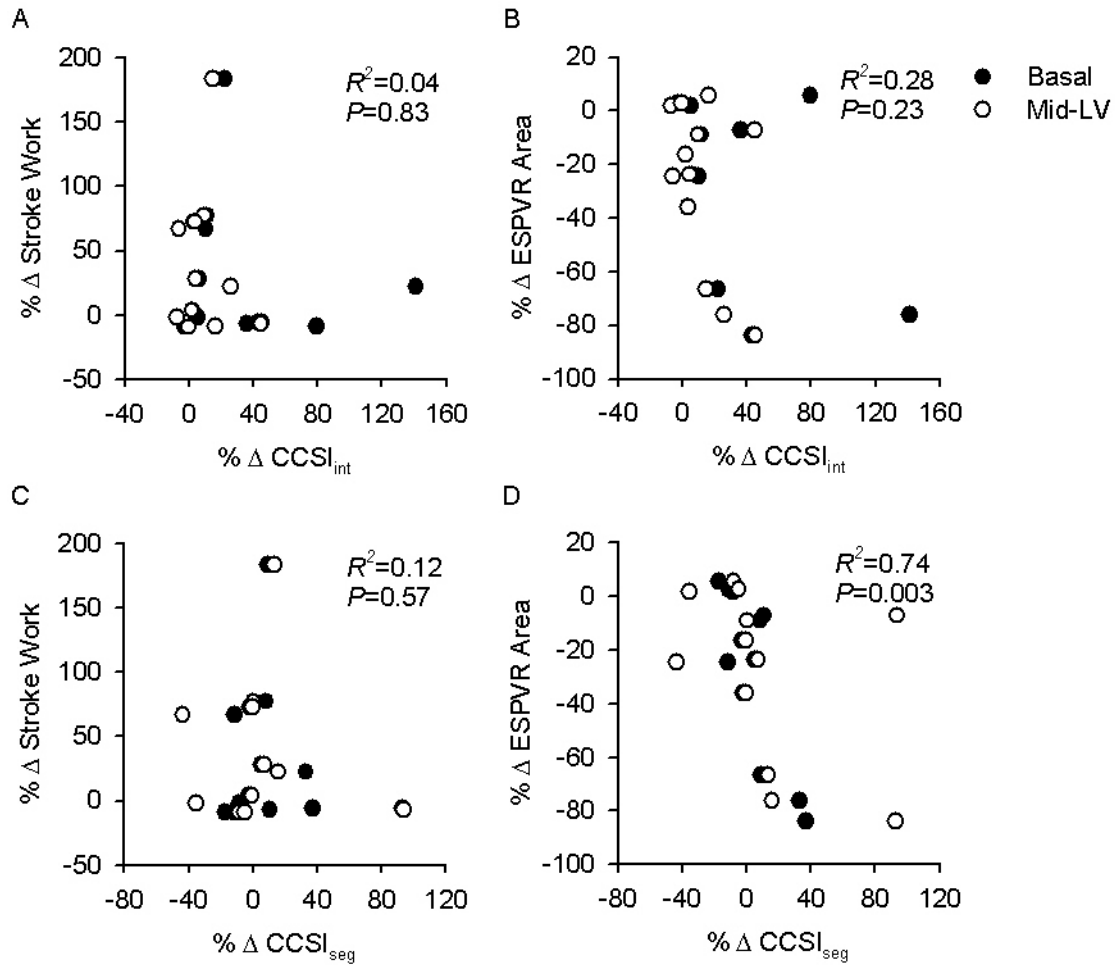 A
200
150
100
50
0
-50
-40 0 40 80 120 160
% Δ Stroke Work
% Δ CCSI_int
R²=0.04
P=0.83
B
20
0
-20
-40
-60
-80
-100
-40 0 40 80 120 160
% Δ ESPVR Area
% Δ CCSI_int
R²=0.28
P=0.23
Basal
Mid-LV
C
200
150
100
50
0
-50
-80 -40 0 40 80 120
% Δ Stroke Work
% Δ CCSI_seg
R²=0.12
P=0.57
D
20
0
-20
-40
-60
-80
-100
-80 -40 0 40 80 120
% Δ ESPVR Area
% Δ CCSI_seg
R²=0.74
P=0.003